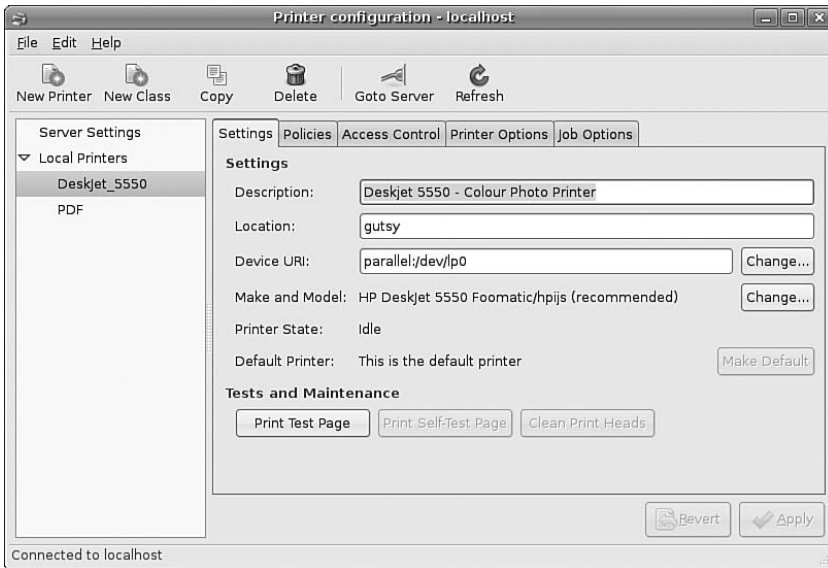 Printer configuration - localhost
File Edit Help
New Printer New Class Copy Delete Goto Server Refresh
Server Settings
Local Printers
DeskJet_5550
PDF
Settings Policies Access Control Printer Options Job Options
Settings
Description: Deskjet 5550 - Colour Photo Printer
Location: gutsy
Device URI: parallel:/dev/lp0 Change...
Make and Model: HP DeskJet 5550 Foomatic/hpijs (recommended) Change...
Printer State: Idle
Default Printer: This is the default printer Make Default
Tests and Maintenance
Print Test Page Print Self-Test Page Clean Print Heads
Revert Apply
Connected to localhost